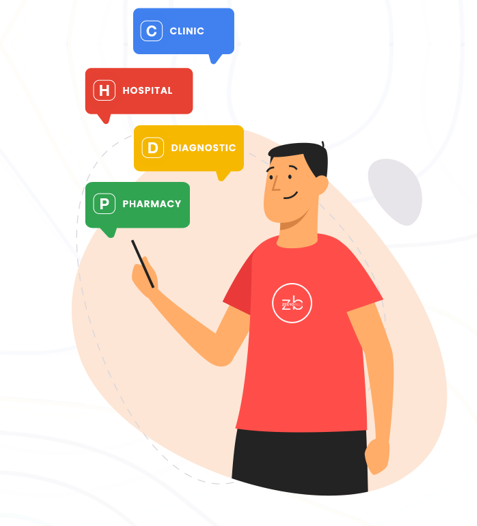 C CLINIC
H HOSPITAL
D DIAGNOSTIC
P PHARMACY
zb